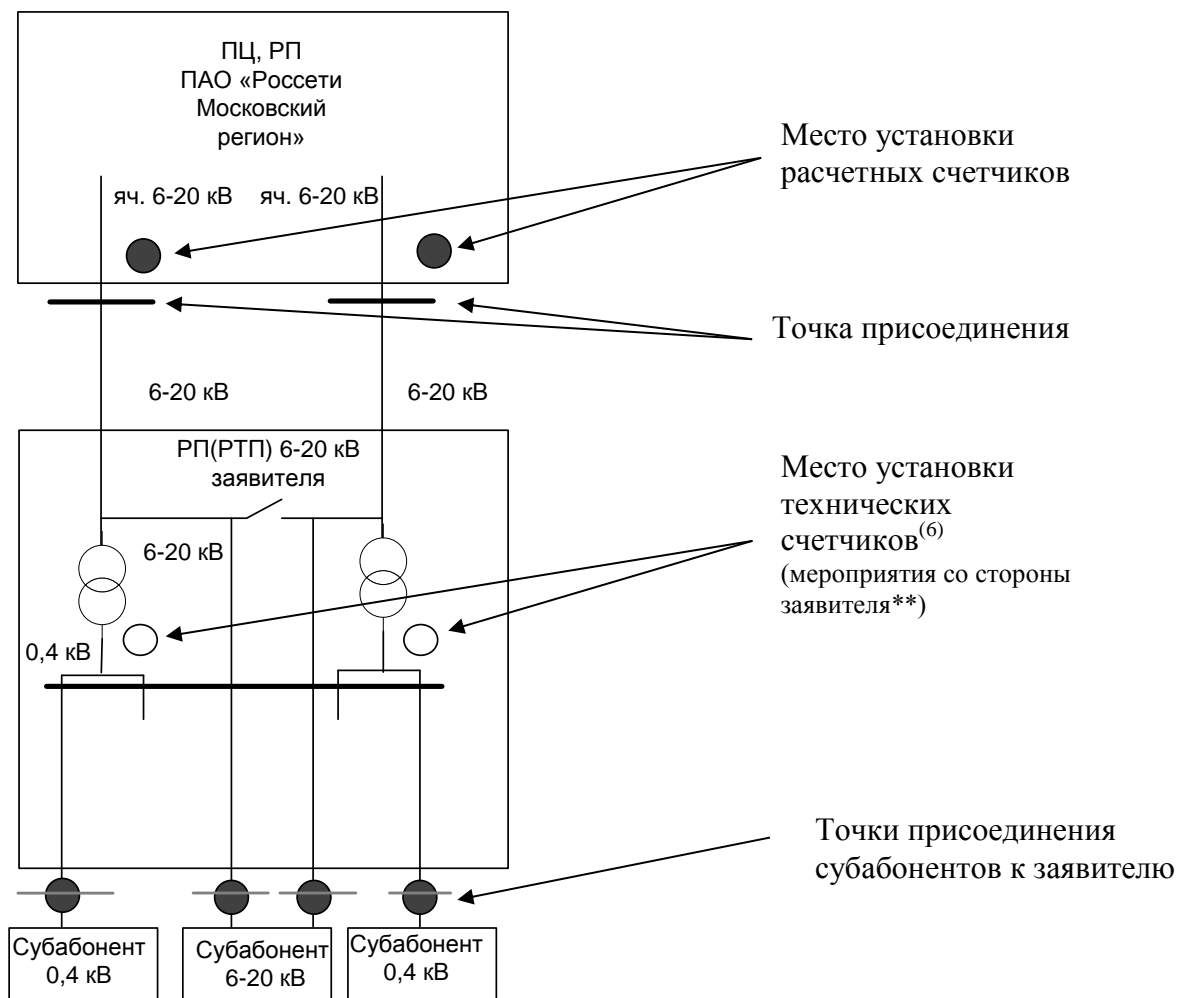 ПЦ, РП
ПАО «Россети
Московский
регион»
яч. 6-20 кВ
яч. 6-20 кВ
Место установки
расчетных счетчиков
Точка присоединения
6-20 кВ
6-20 кВ
РП(РТП) 6-20 кВ
заявителя
6-20 кВ
0,4 кВ
Место установки
технических
счетчиков(6)
(мероприятия со стороны
заявителя**)
Точки присоединения
субабонентов к заявителю
Субабонент
0,4 кВ
Субабонент
6-20 кВ
Субабонент
0,4 кВ